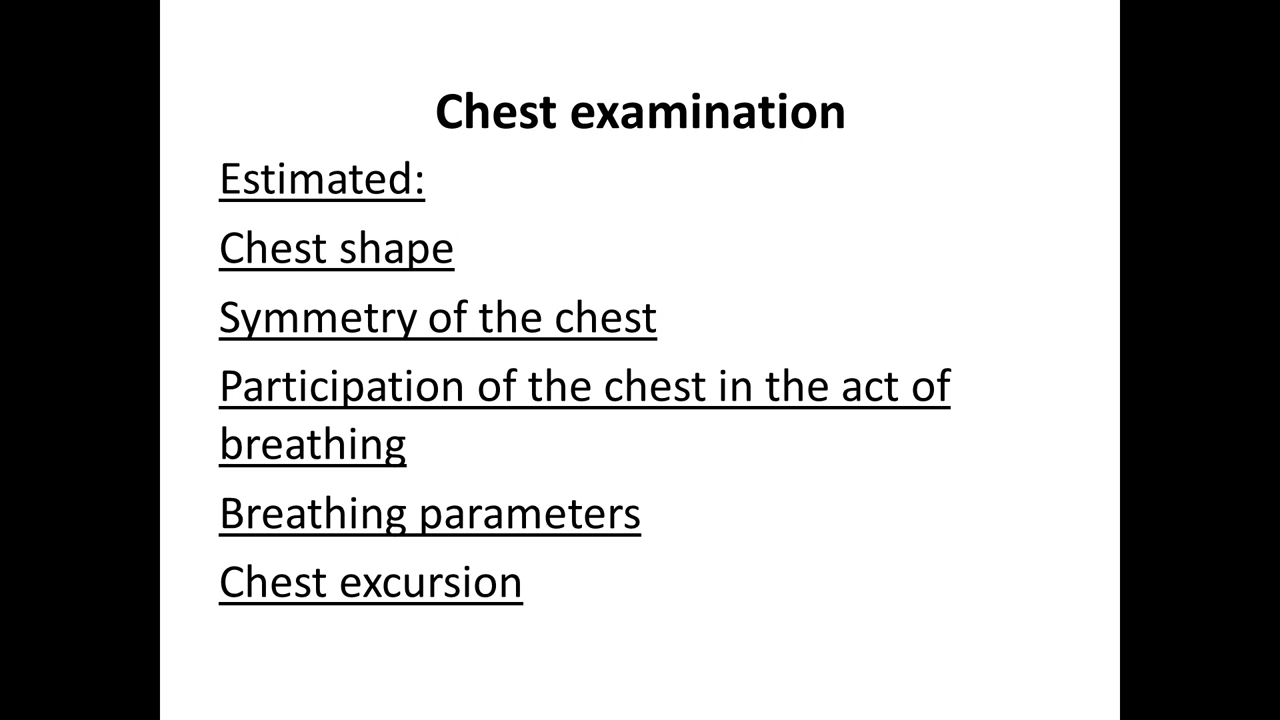 Chest examination
Estimated:
Chest shape
Symmetry of the chest
Participation of the chest in the act of
breathing
Breathing parameters
Chest excursion